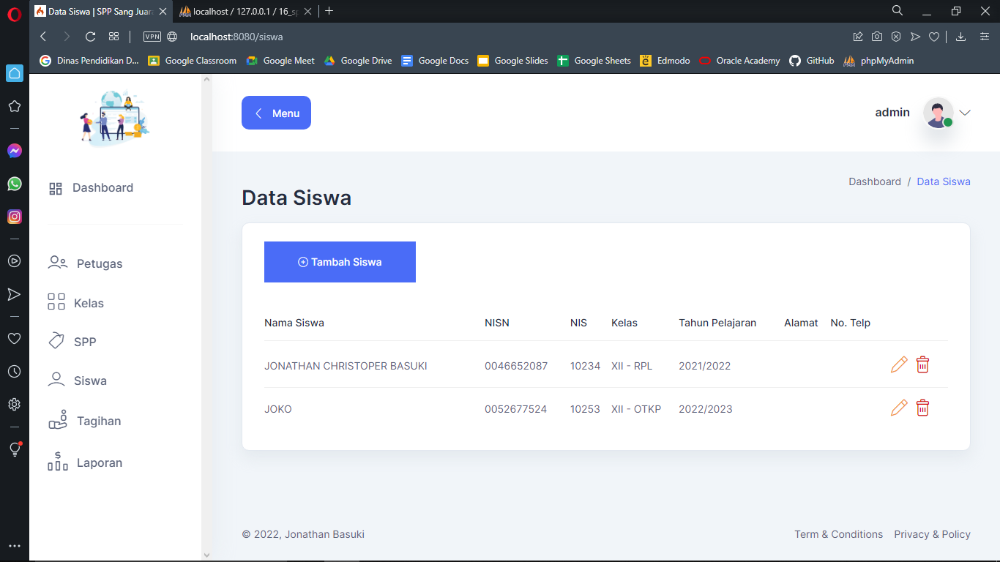 Data Siswa | SPP Sang Juar
localhost / 127.0.0.1 / 16_sp
VPN localhost:8080/siswa
Dinas Pendidikan D... Google Classroom Google Meet Google Drive Google Docs Google Slides Google Sheets Edmodo Oracle Academy GitHub phpMyAdmin
Menu
admin
Dashboard
Petugas
Kelas
SPP
Siswa
Tagihan
Laporan
Dashboard / Data Siswa
Data Siswa
Tambah Siswa
Nama Siswa NISN NIS Kelas Tahun Pelajaran Alamat No. Telp
JONATHAN CHRISTOPER BASUKI 0046652087 10234 XII - RPL 2021/2022
JOKO 0052677524 10253 XII - OTKP 2022/2023
© 2022, Jonathan Basuki
Term & Conditions Privacy & Policy